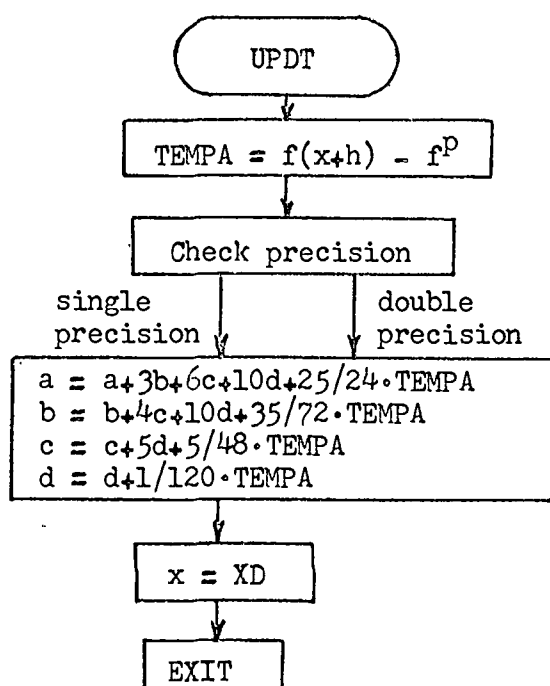 UPDT
TEMPA = f(x+h) - fᵖ
Check precision
single double
precision precision
a = a+3b+6c+10d+25/24·TEMPA
b = b+4c+10d+35/72·TEMPA
c = c+5d+5/48·TEMPA
d = d+1/120·TEMPA
x = XD
EXIT